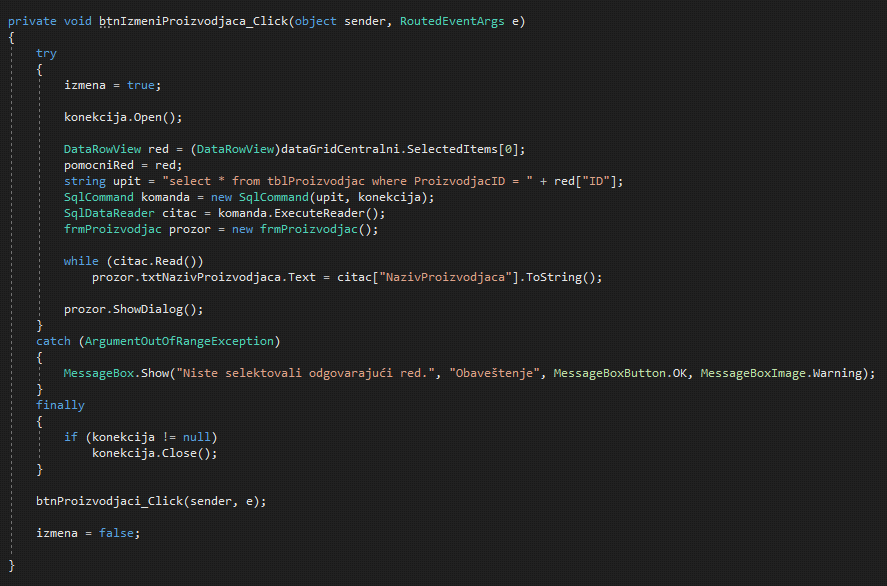 private void btnIzmeniProizvodjaca_Click(object sender, RoutedEventArgs e)
{
try
{
izmena = true;
konekcija.Open();
DataRowView red = (DataRowView)dataGridCentralni.SelectedItems[0];
pomocniRed = red;
string upit = "select * from tblProizvodjac where ProizvodjacID = " + red["ID"];
SqlCommand komanda = new SqlCommand(upit, konekcija);
SqlDataReader citac = komanda.ExecuteReader();
frmProizvodjac prozor = new frmProizvodjac();
while (citac.Read())
prozor.txtNazivProizvodjaca.Text = citac["NazivProizvodjaca"].ToString();
prozor.ShowDialog();
}
catch (ArgumentOutOfRangeException)
{
MessageBox.Show("Niste selektovali odgovarajući red.", "Obaveštenje", MessageBoxButton.OK, MessageBoxImage.Warning);
}
finally
{
if (konekcija != null)
konekcija.Close();
}
btnProizvodjaci_Click(sender, e);
izmena = false;
}